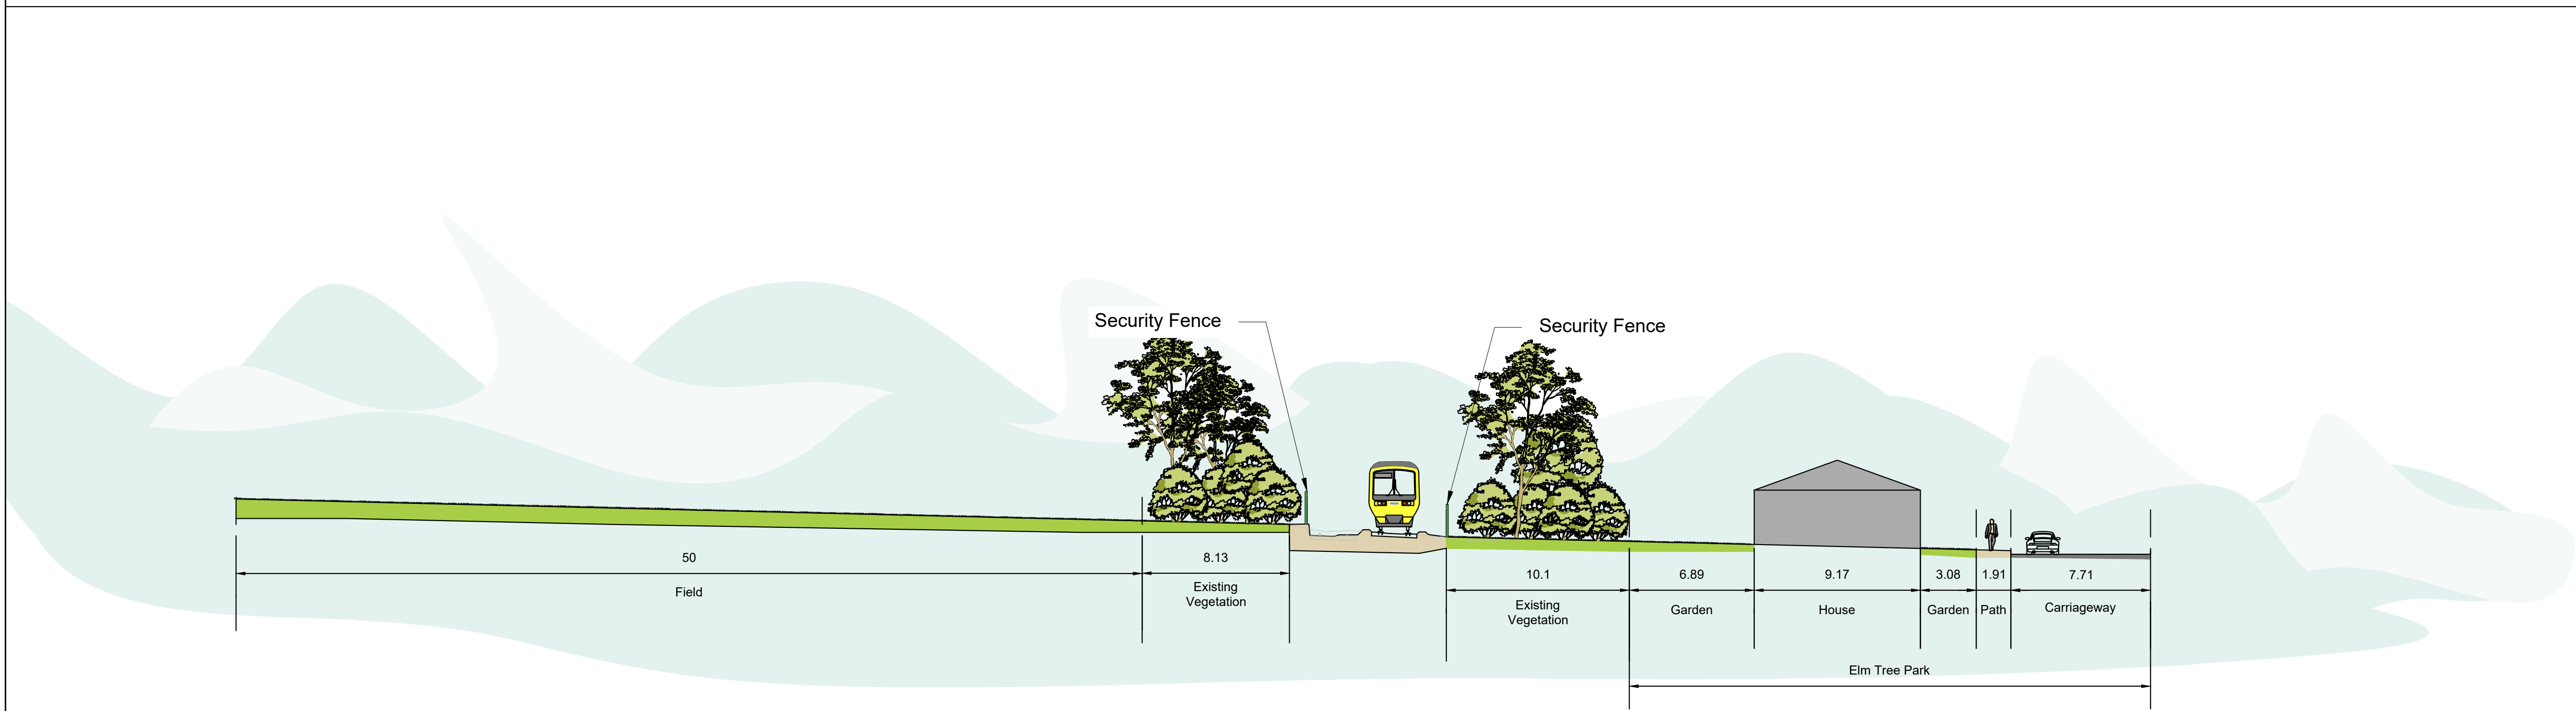 Security Fence
Security Fence
50
Field
8.13
Existing
Vegetation
10.1
Existing
Vegetation
6.89
Garden
9.17
House
3.08
Garden
1.91
Path
7.71
Carriageway
Elm Tree Park